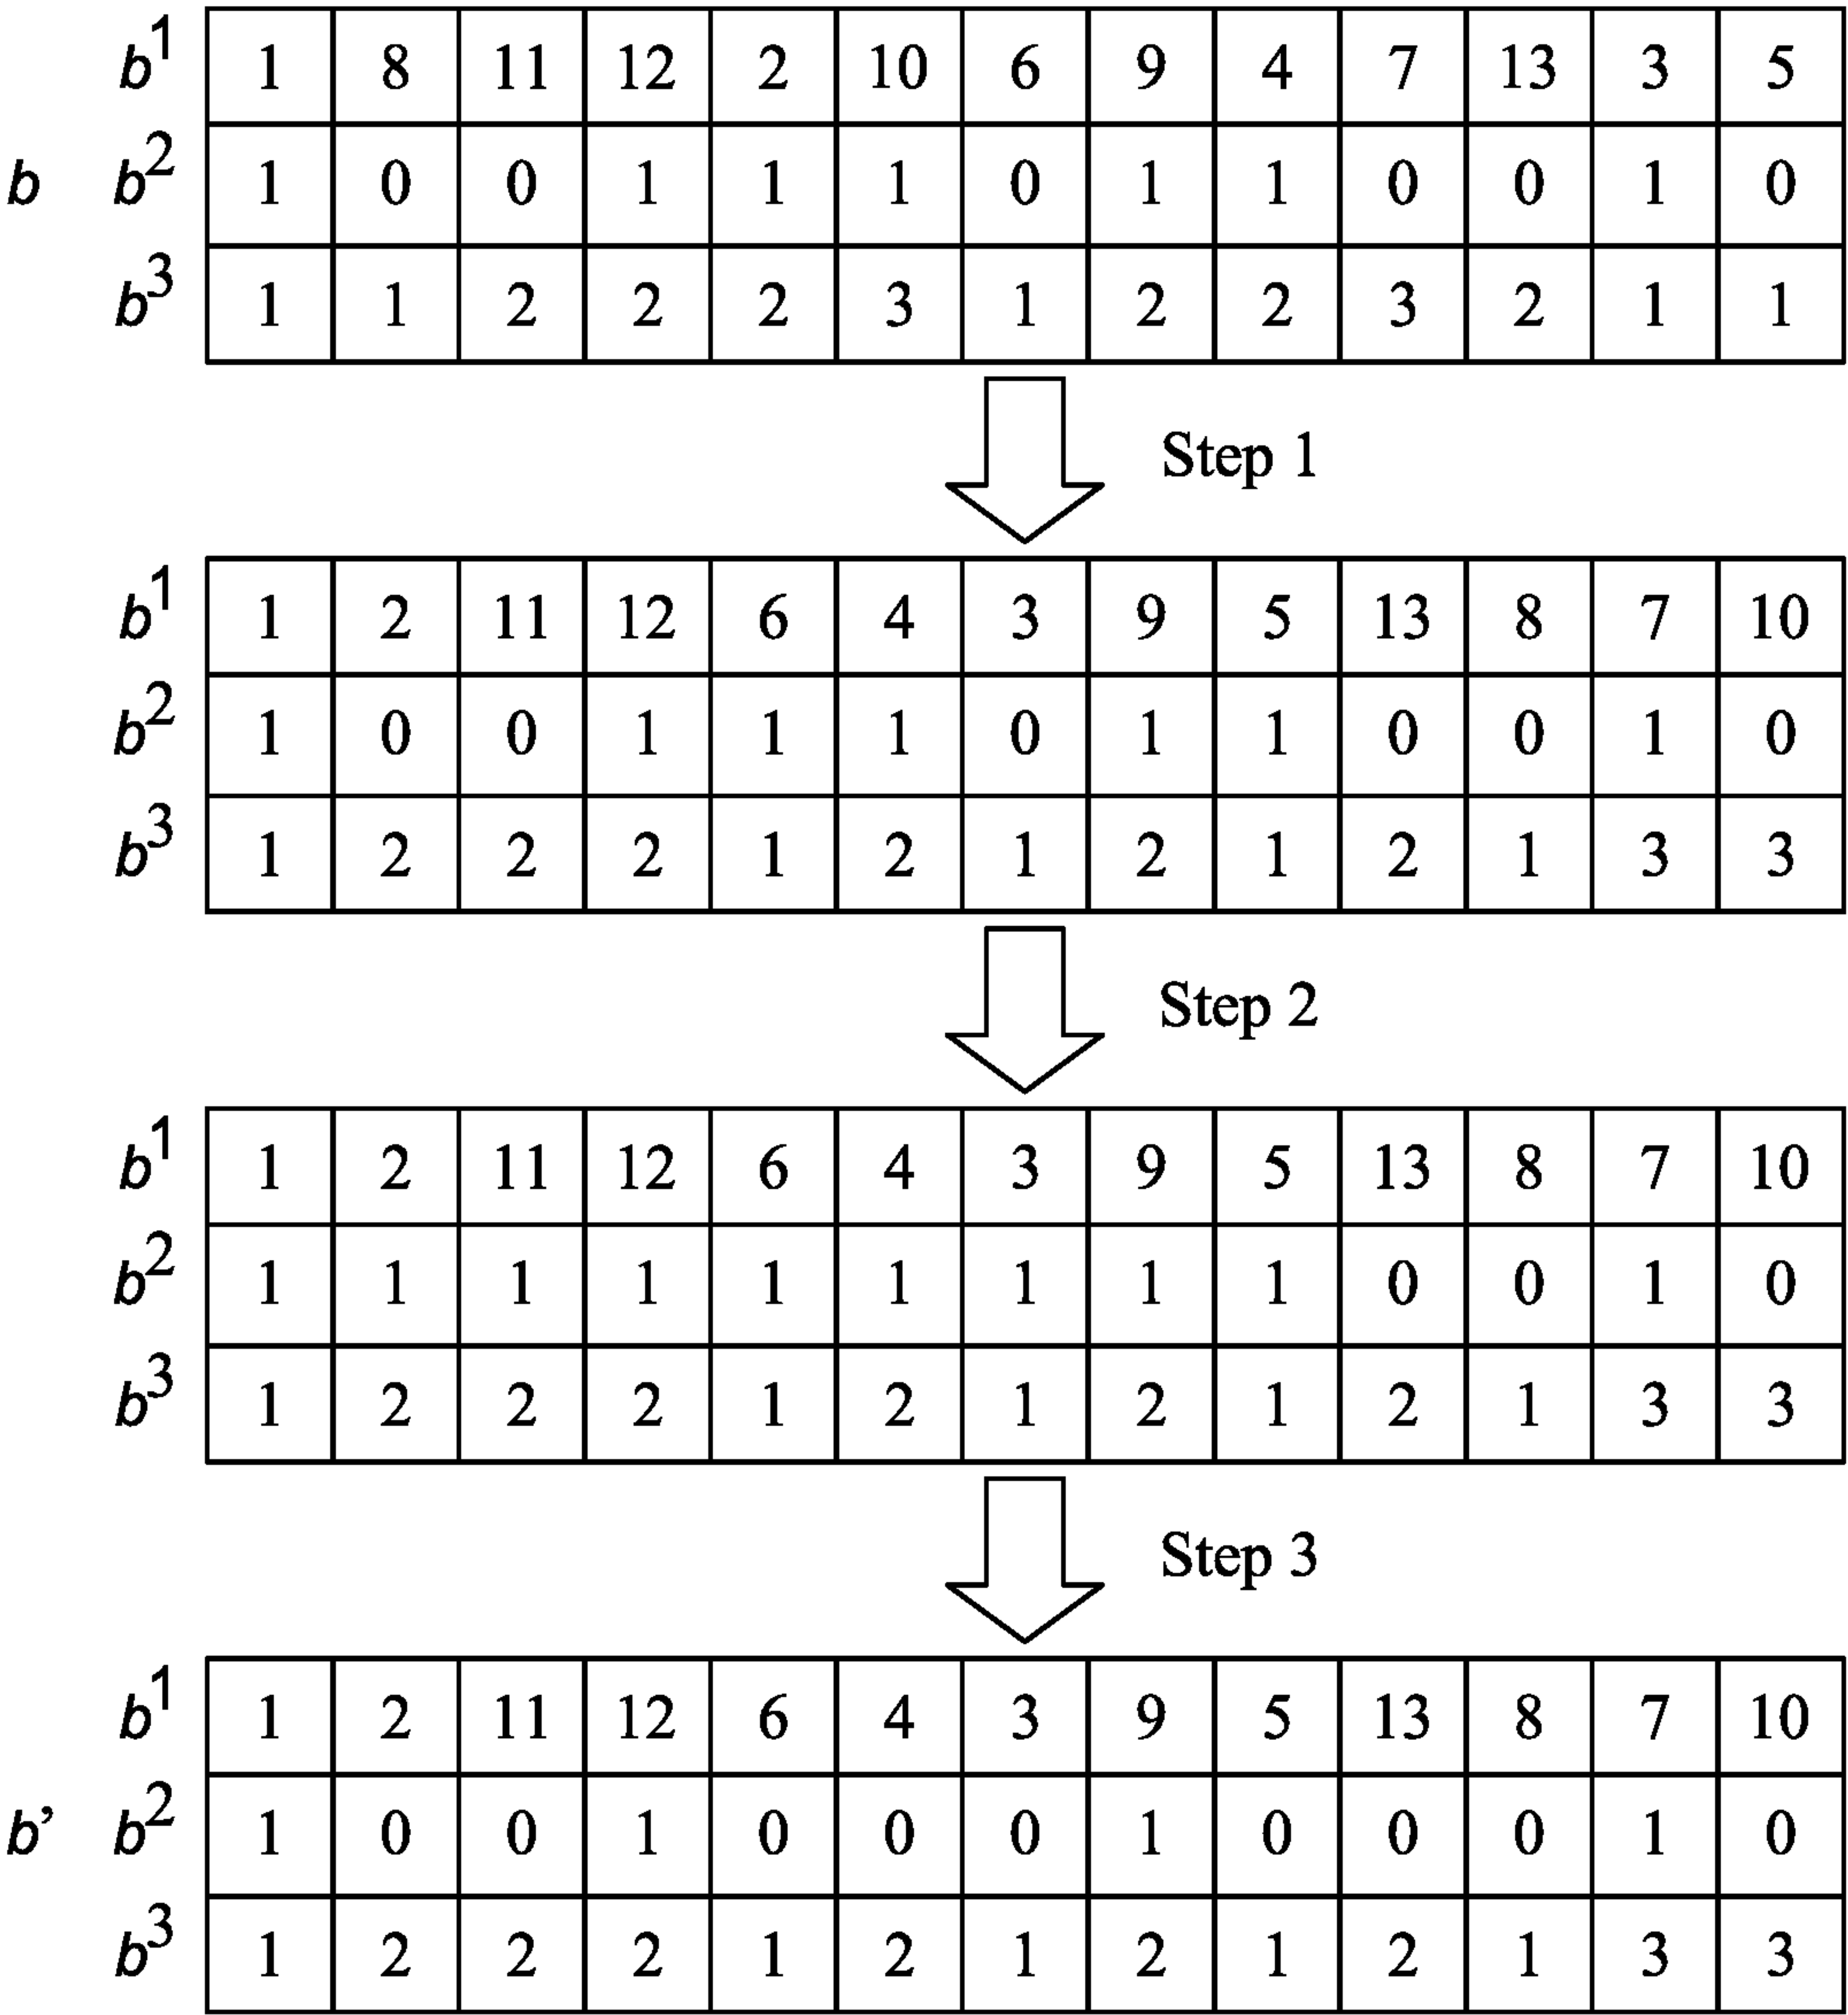 b1 1 8 11 12 2 10 6 9 4 7 13 3 5
b b2 1 0 0 1 1 1 0 1 1 0 0 1 0
b3 1 1 2 2 2 3 1 2 2 3 2 1 1
Step 1
b1 1 2 11 12 6 4 3 9 5 13 8 7 10
b2 1 0 0 1 1 1 0 1 1 0 0 1 0
b3 1 2 2 2 1 2 1 2 1 2 1 3 3
Step 2
b1 1 2 11 12 6 4 3 9 5 13 8 7 10
b2 1 1 1 1 1 1 1 1 1 0 0 1 0
b3 1 2 2 2 1 2 1 2 1 2 1 3 3
Step 3
b1 1 2 11 12 6 4 3 9 5 13 8 7 10
b’ b2 1 0 0 1 0 0 0 1 0 0 0 1 0
b3 1 2 2 2 1 2 1 2 1 2 1 3 3